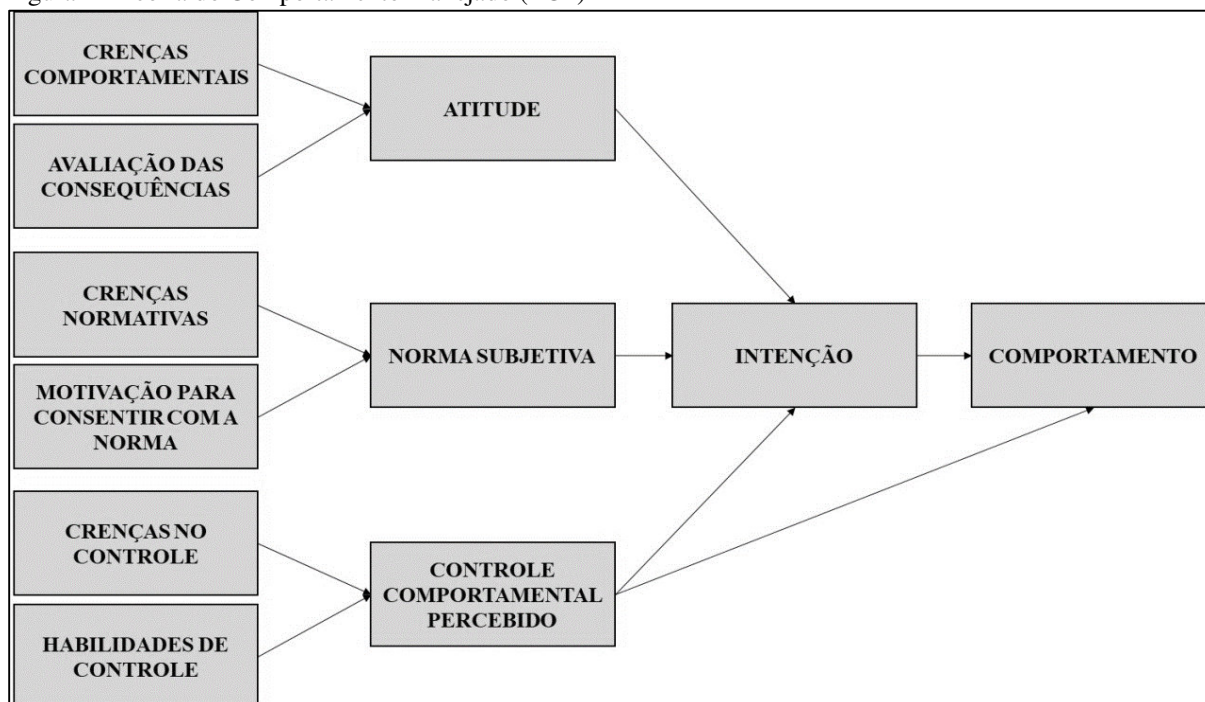 CRENÇAS
COMPORTAMENTAIS
AVALIAÇÃO DAS
CONSEQUÊNCIAS
ATITUDE
CRENÇAS
NORMATIVAS
MOTIVAÇÃO PARA
CONSENTIR COM A
NORMA
NORMA SUBJETIVA
INTENÇÃO
COMPORTAMENTO
CRENÇAS NO
CONTROLE
HABILIDADES DE
CONTROLE
CONTROLE
COMPORTAMENTAL
PERCEBIDO